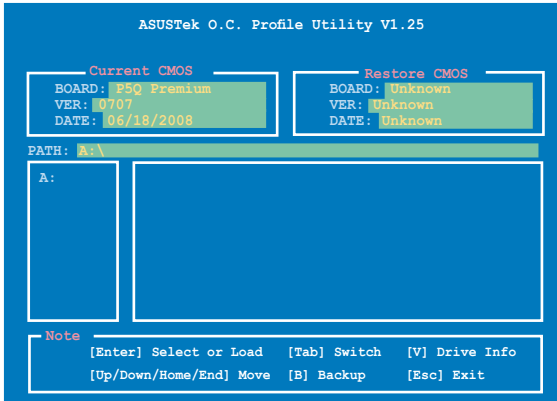 ASUSTek O.C. Profile Utility V1.25
Current CMOS
BOARD: P5Q Premium
VER: 0707
DATE: 06/18/2008
Restore CMOS
BOARD: Unknown
VER: Unknown
DATE: Unknown
PATH: A:\
A:
Note
[Enter] Select or Load [Tab] Switch [V] Drive Info
[Up/Down/Home/End] Move [B] Backup [Esc] Exit